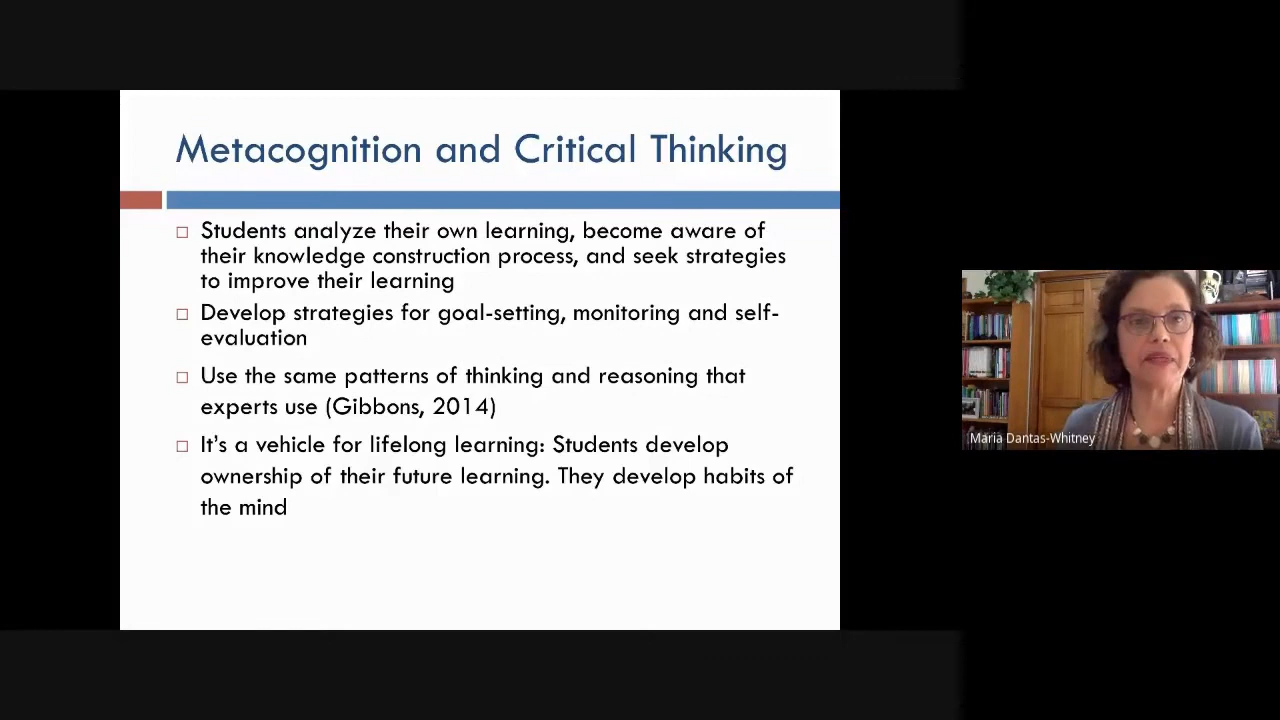 Metacognition and Critical Thinking
Students analyze their own learning, become aware of
their knowledge construction process, and seek strategies
to improve their learning
Develop strategies for goal-setting, monitoring and self-
evaluation
Use the same patterns of thinking and reasoning that
experts use (Gibbons, 2014)
It's a vehicle for lifelong learning: Students develop
ownership of their future learning. They develop habits of
the mind
Maria Dantas-Whitney